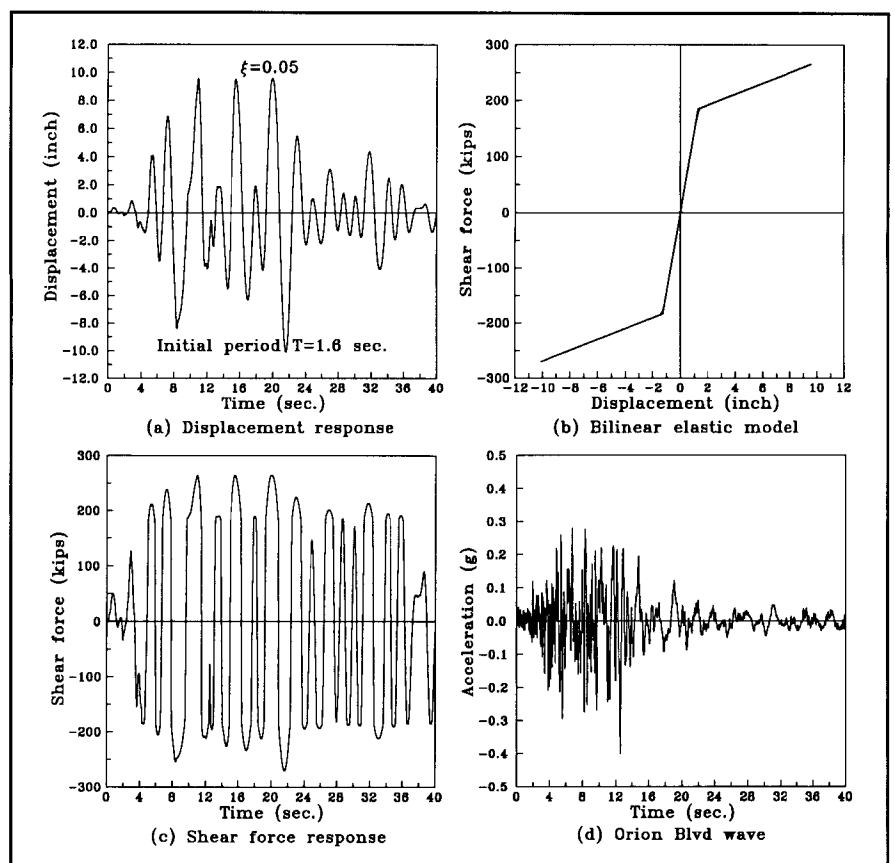 12.0
10.0
8.0
6.0
4.0
2.0
0.0
-2.0
-4.0
-6.0
-8.0
-10.0
-12.0
Displacement (inch)
ξ=0.05
Initial period T=1.6 sec.
0 4 8 12 16 20 24 28 32 36 40
Time (sec.)
(a) Displacement response
300
200
100
0
-100
-200
-300
Shear force (kips)
-12 -10 -8 -6 -4 -2 0 2 4 6 8 10 12
Displacement (inch)
(b) Bilinear elastic model
300
200
100
0
-100
-200
-300
Shear force (kips)
0 4 8 12 16 20 24 28 32 36 40
Time (sec.)
(c) Shear force response
0.5
0.4
0.3
0.2
0.1
0.0
-0.1
-0.2
-0.3
-0.4
-0.5
Acceleration (g)
0 4 8 12 16 20 24 28 32 36 40
Time (sec.)
(d) Orion Blvd wave